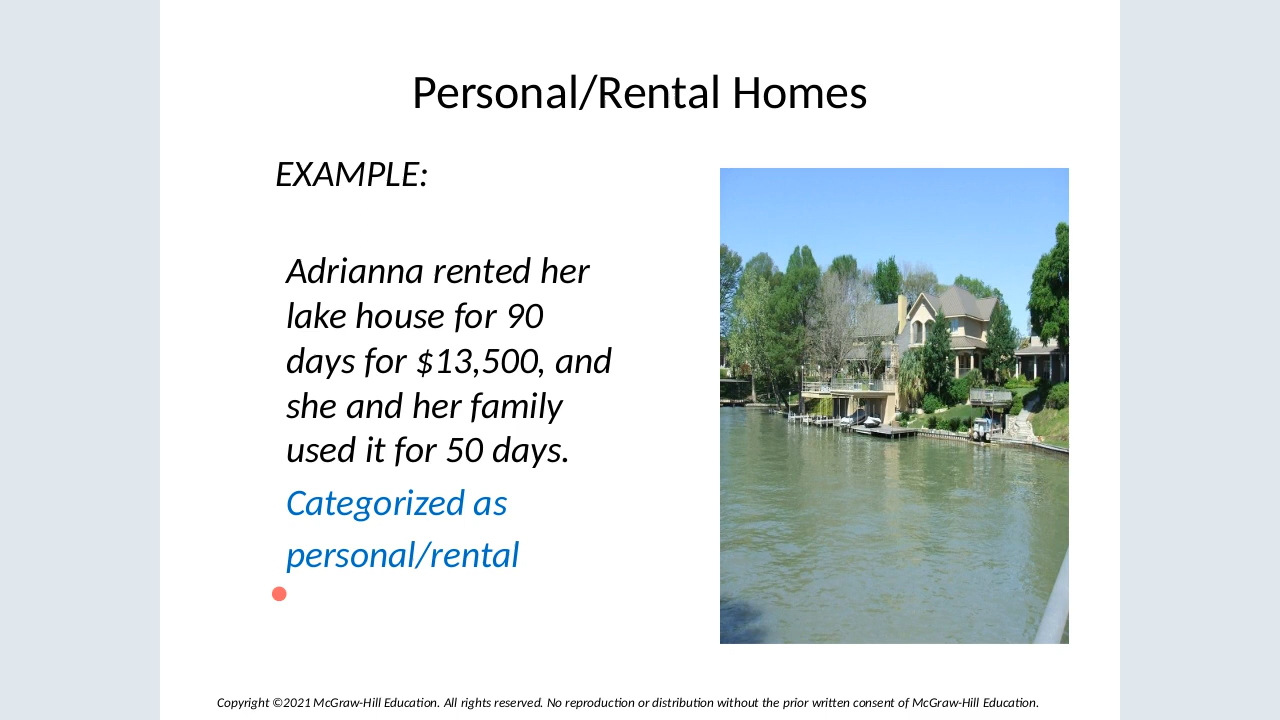 Personal/Rental Homes
EXAMPLE:
Adrianna rented her
lake house for 90
days for $13,500, and
she and her family
used it for 50 days.
Categorized as
personal/rental
Copyright ©2021 McGraw-Hill Education. All rights reserved. No reproduction or distribution without the prior written consent of McGraw-Hill Education.